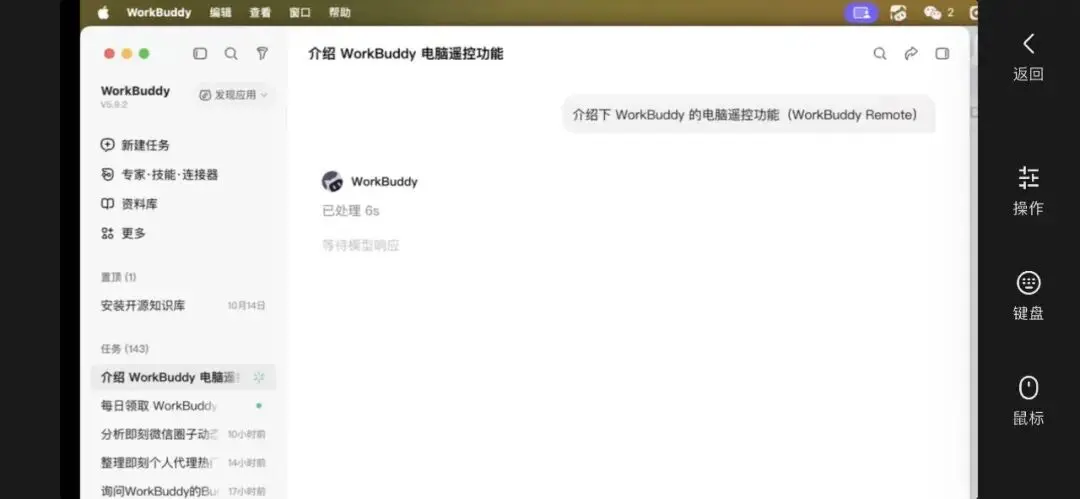 WorkBuddy 编辑 查看 窗口 帮助 2
介绍 WorkBuddy 电脑遥控功能
WorkBuddy
V5.9.2
发现应用
新建任务
专家·技能·连接器
资料库
更多
置顶 (1)
安装开源知识库 10月14日
任务 (143)
介绍 WorkBuddy 电脑遥
每日领取 WorkBuddy
分析即刻微信圈子动 10小时前
整理即刻个人代理热 14小时前
询问WorkBuddy的Bu 17小时前
介绍下 WorkBuddy 的电脑遥控功能（WorkBuddy Remote）
WorkBuddy
已处理 6s
等待模型响应
返回
操作
键盘
鼠标